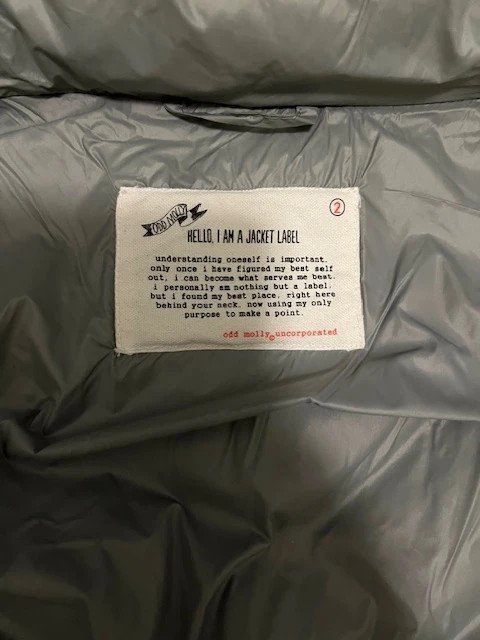 ODD MOLLY
2
HELLO, I AM A JACKET LABEL
understanding oneself is important.
only once i have figured my best self
out, i can become what serves me best.
i personally am nothing but a label,
but i found my best place, right here
behind your neck, now using my only
purpose to make a point.
odd molly© uncorporated